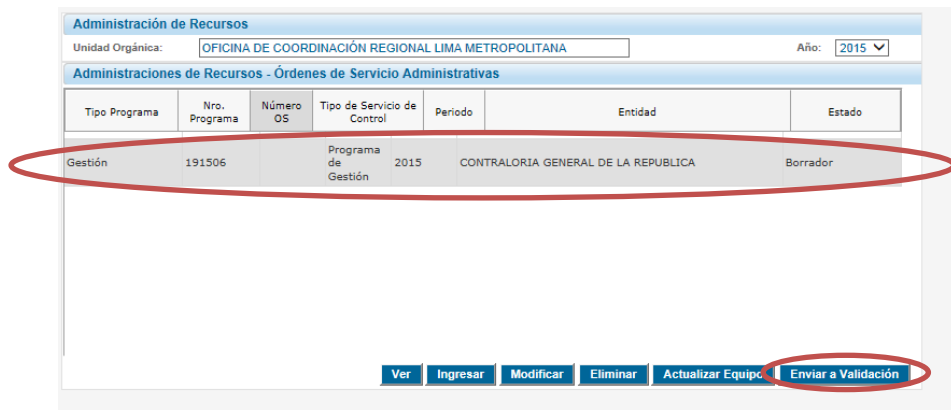 Administración de Recursos
Unidad Orgánica: OFICINA DE COORDINACIÓN REGIONAL LIMA METROPOLITANA Año: 2015
Administraciones de Recursos - Órdenes de Servicio Administrativas
Tipo Programa Nro. Programa Número OS Tipo de Servicio de Control Periodo Entidad Estado
Gestión 191506 Programa de Gestión 2015 CONTRALORIA GENERAL DE LA REPUBLICA Borrador
Ver Ingresar Modificar Eliminar Actualizar Equipo Enviar a Validación